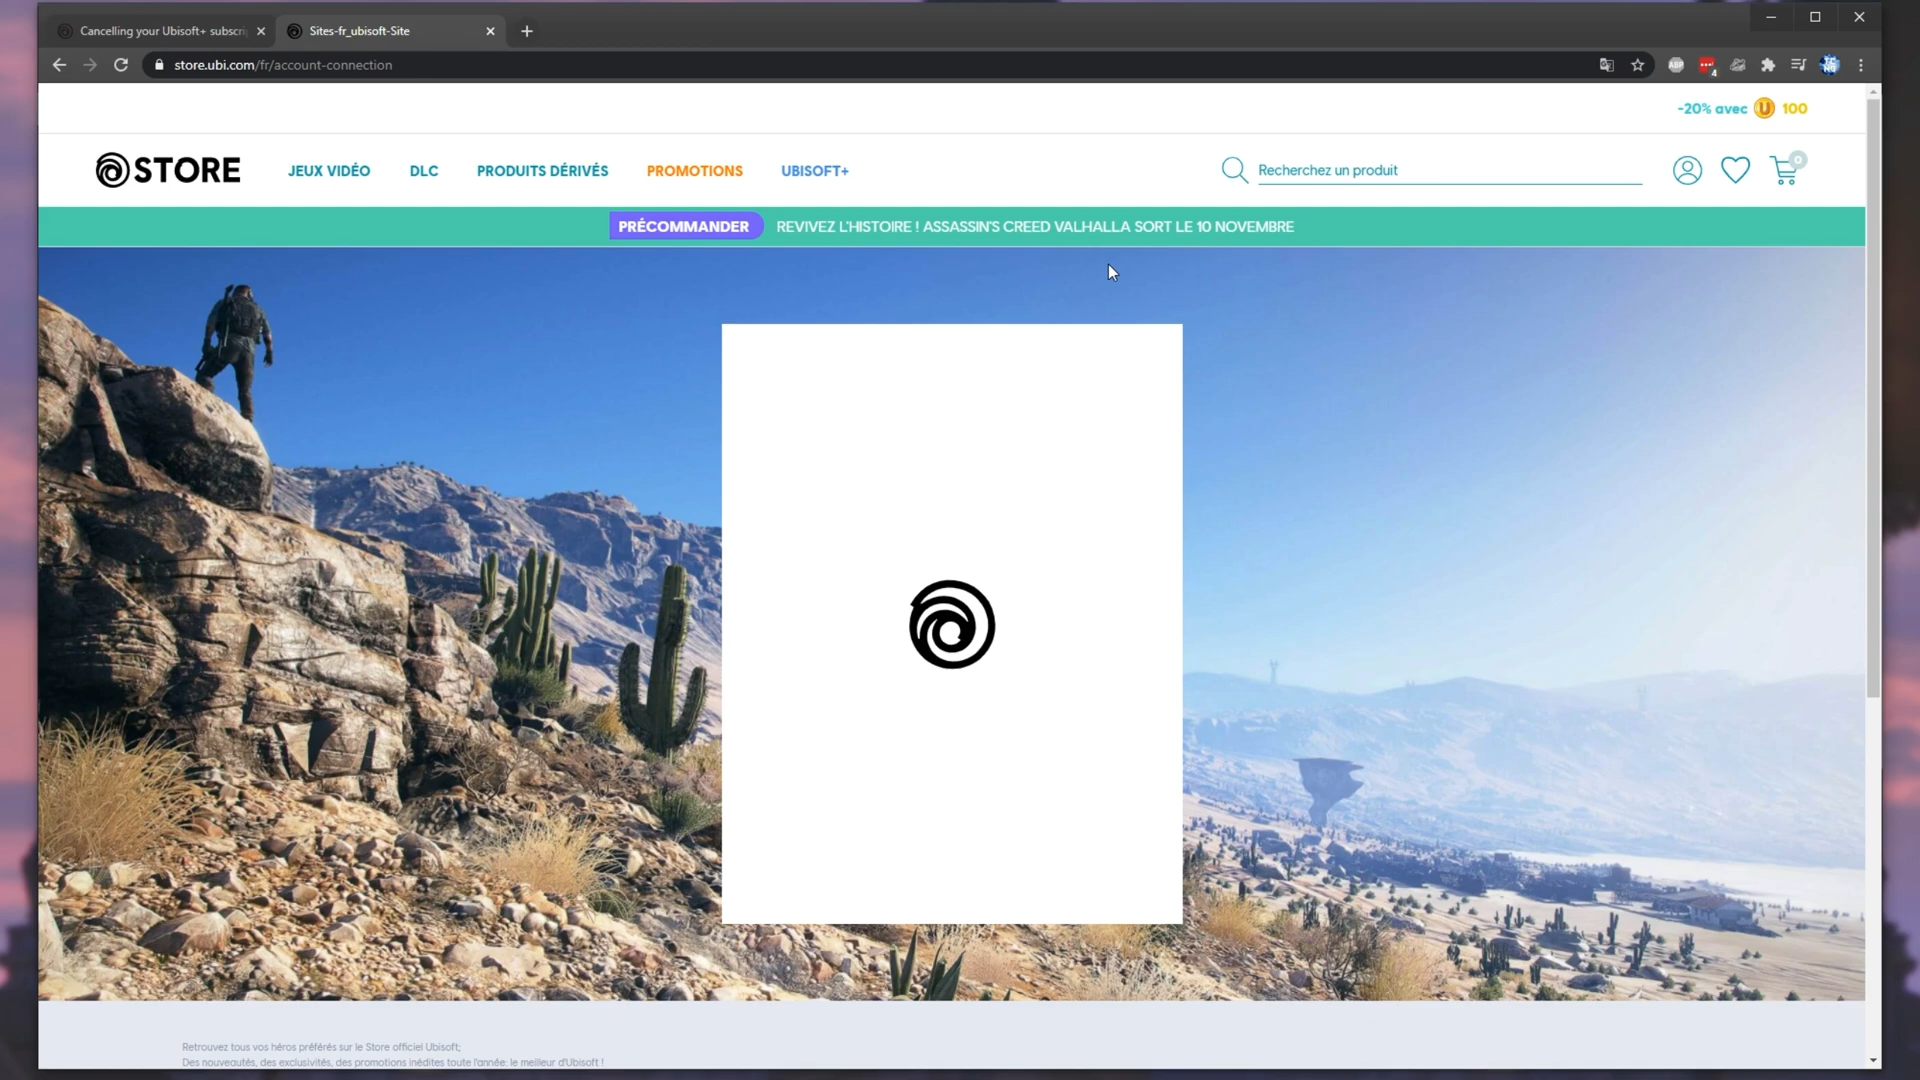 Cancelling your Ubisoft+ subscri
Sites-fr_ubisoft-Site
store.ubi.com/fr/account-connection
ABP
4
-20% avec U 100
STORE
JEUX VIDÉO
DLC
PRODUITS DÉRIVÉS
PROMOTIONS
UBISOFT+
Recherchez un produit
0
PRÉCOMMANDER
REVIVEZ L'HISTOIRE ! ASSASSIN'S CREED VALHALLA SORT LE 10 NOVEMBRE
Retrouvez tous vos héros préférés sur le Store officiel Ubisoft;
Des nouveautés, des exclusivités, des promotions inédites toute l'année: le meilleur d'Ubisoft !